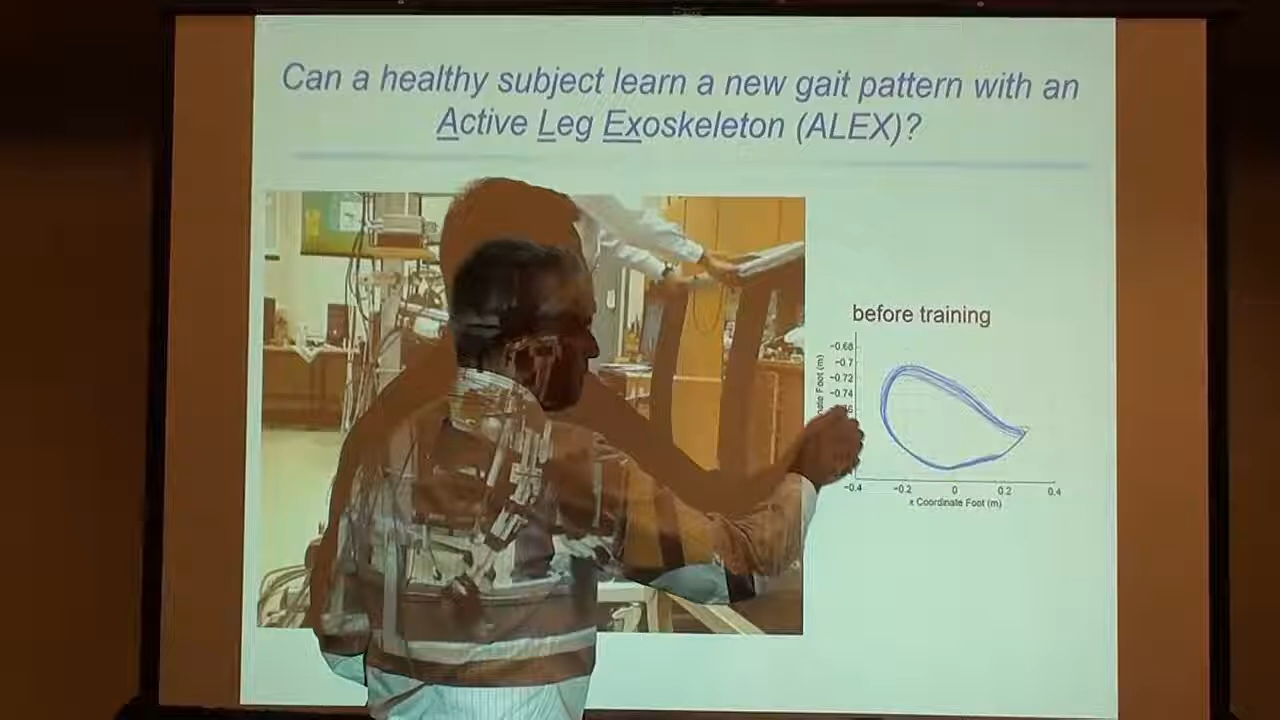 Can a healthy subject learn a new gait pattern with an
Active Leg Exoskeleton (ALEX)?
before training
−0.68
−0.7
−0.72
−0.74
Foot (m)
−0.4 −0.2 0 0.2 0.4
x Coordinate Foot (m)